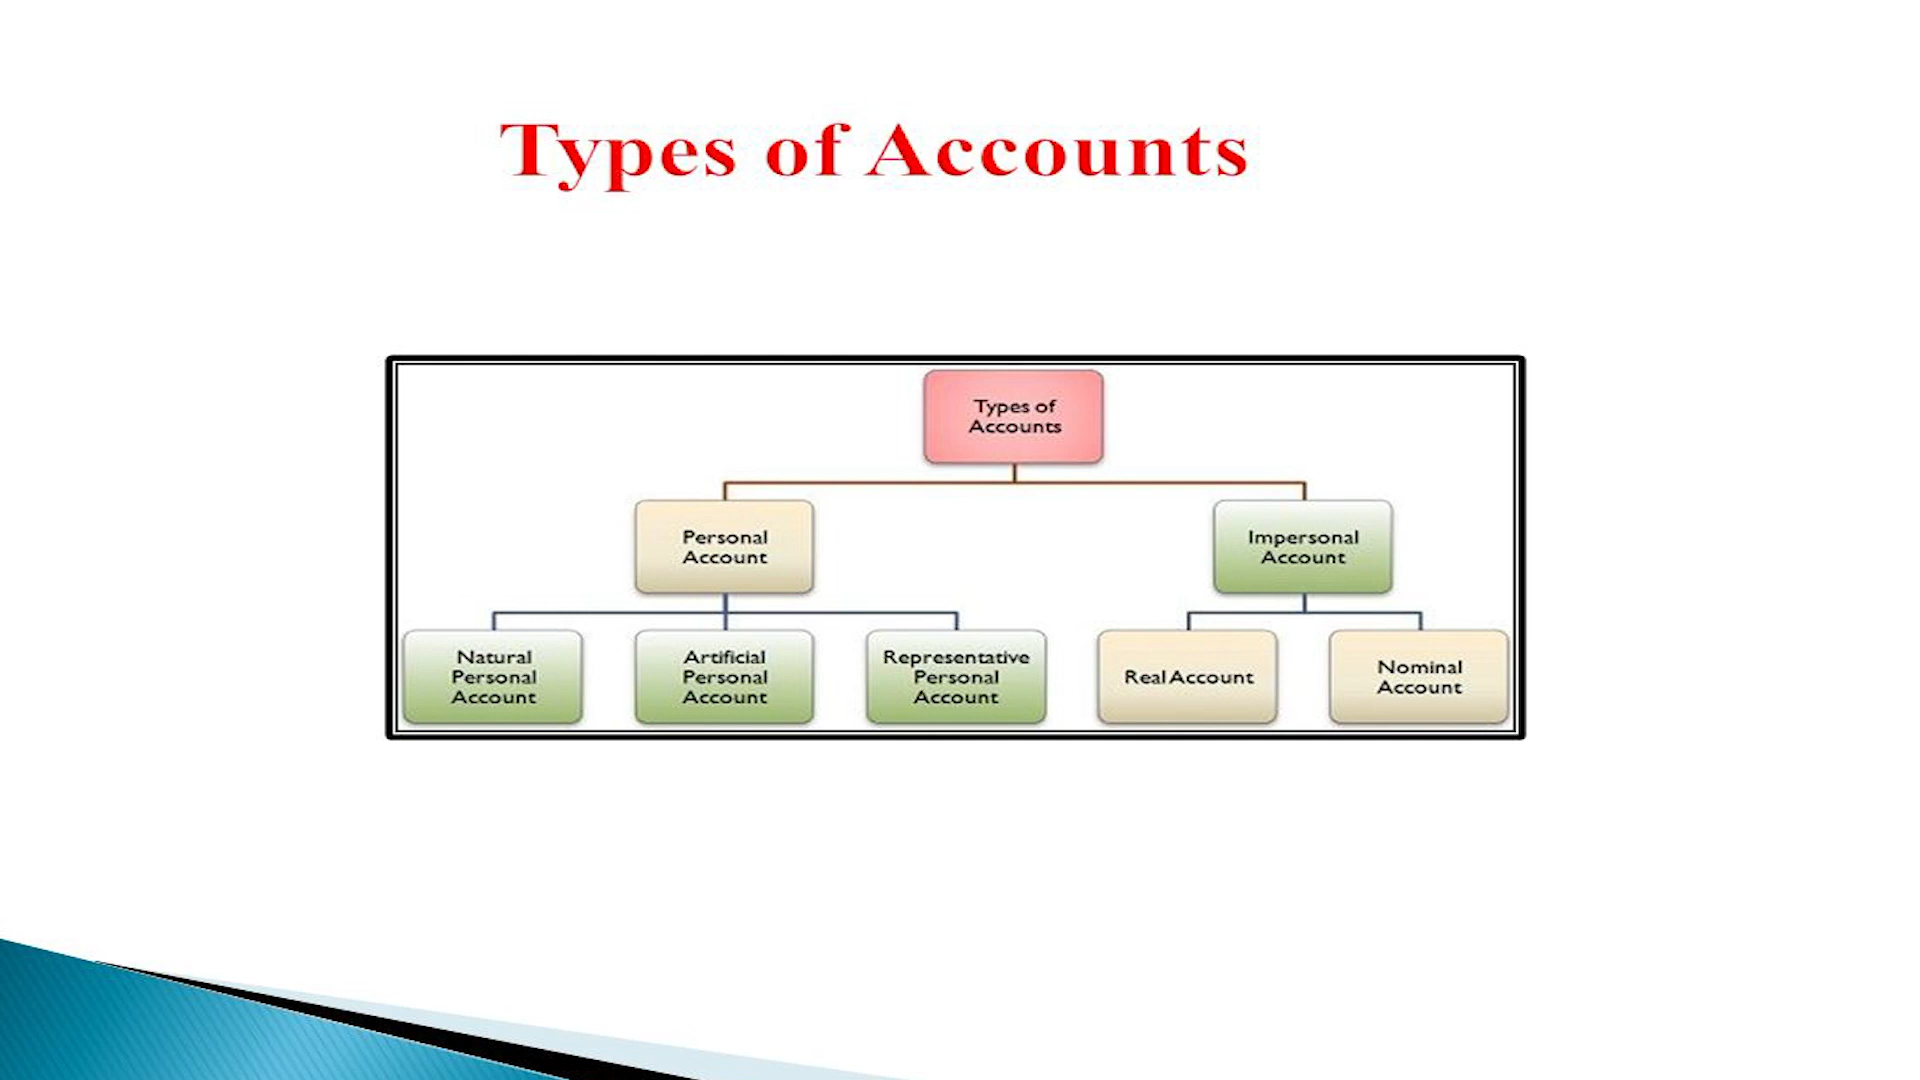 Types of Accounts
Types of
Accounts
Personal
Account
Impersonal
Account
Natural
Personal
Account
Artificial
Personal
Account
Representative
Personal
Account
Real Account
Nominal
Account